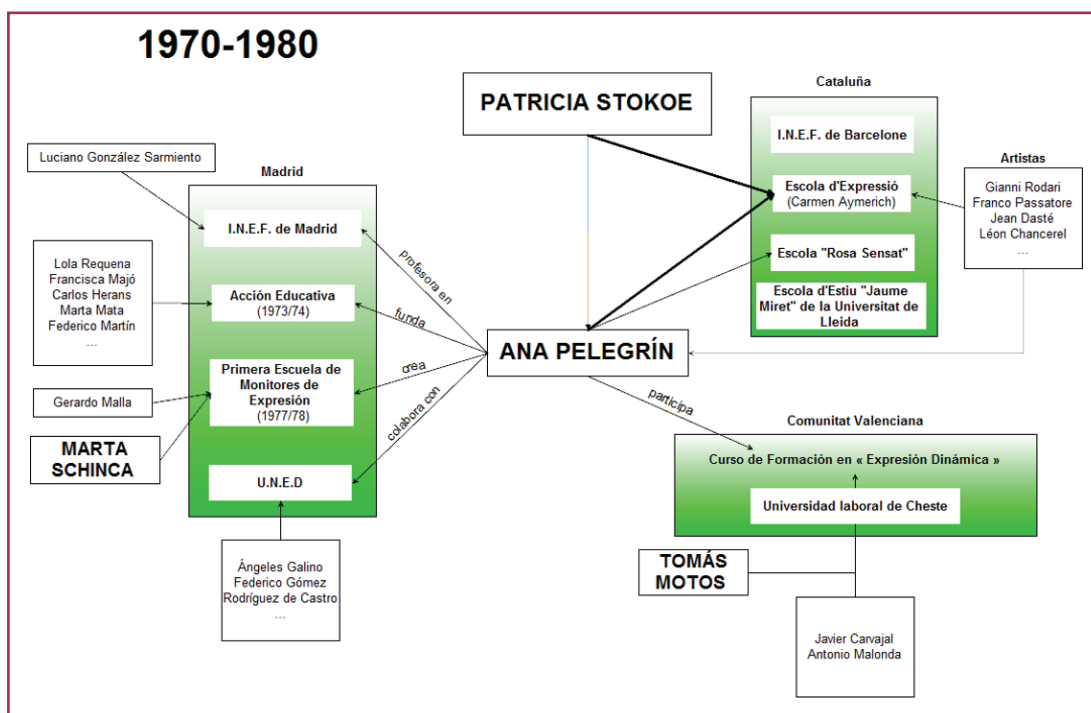 1970-1980
PATRICIA STOKOE
Cataluña
I.N.E.F. de Barcelone
Escola d'Expressió
(Carmen Aymerich)
Escola "Rosa Sensat"
Escola d'Estiu "Jaume
Miret" de la Universitat de
Lleida
Artistas
Gianni Rodari
Franco Passatore
Jean Dasté
Léon Chancerel
...
Luciano González Sarmiento
Madrid
I.N.E.F. de Madrid
Acción Educativa
(1973/74)
Primera Escuela de
Monitores de
Expresión
(1977/78)
U.N.E.D
Lola Requena
Francisca Majó
Carlos Herans
Marta Mata
Federico Martín
...
Gerardo Malla
MARTA
SCHINCA
Ángeles Galino
Federico Gómez
Rodríguez de Castro
...
profesora en
funda
crea
colabora con
ANA PELEGRÍN
participa
Comunitat Valenciana
Curso de Formación en « Expresión Dinámica »
Universidad laboral de Cheste
TOMÁS
MOTOS
Javier Carvajal
Antonio Malonda